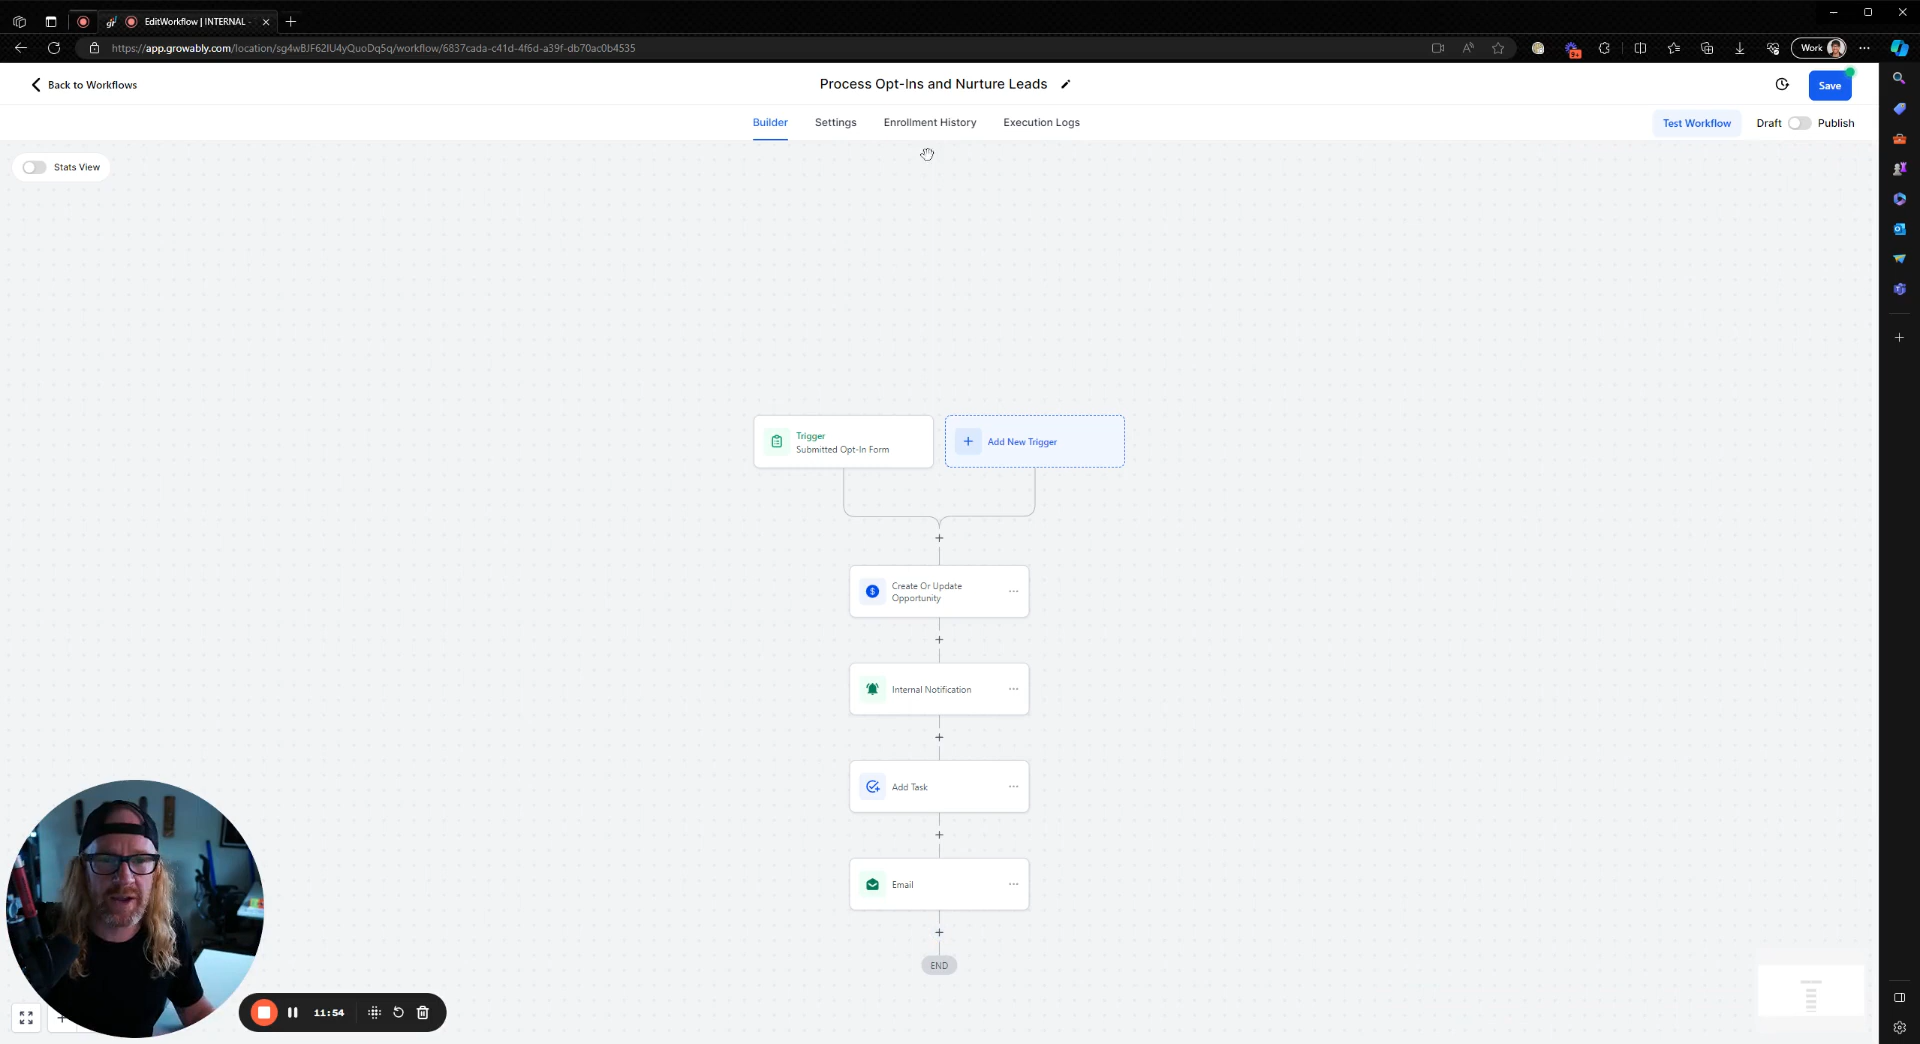 EditWorkflow | INTERNAL -
https://app.growably.com/location/sg4wBJF62IU4yQuoDq5q/workflow/6837cada-c41d-4f6d-a39f-db70ac0b4535
9+
Work
Back to Workflows
Process Opt-Ins and Nurture Leads
Save
Builder
Settings
Enrollment History
Execution Logs
Test Workflow
Draft
Publish
Stats View
Trigger
Submitted Opt-In Form
Add New Trigger
Create Or Update
Opportunity
Internal Notification
Add Task
Email
END
11:54